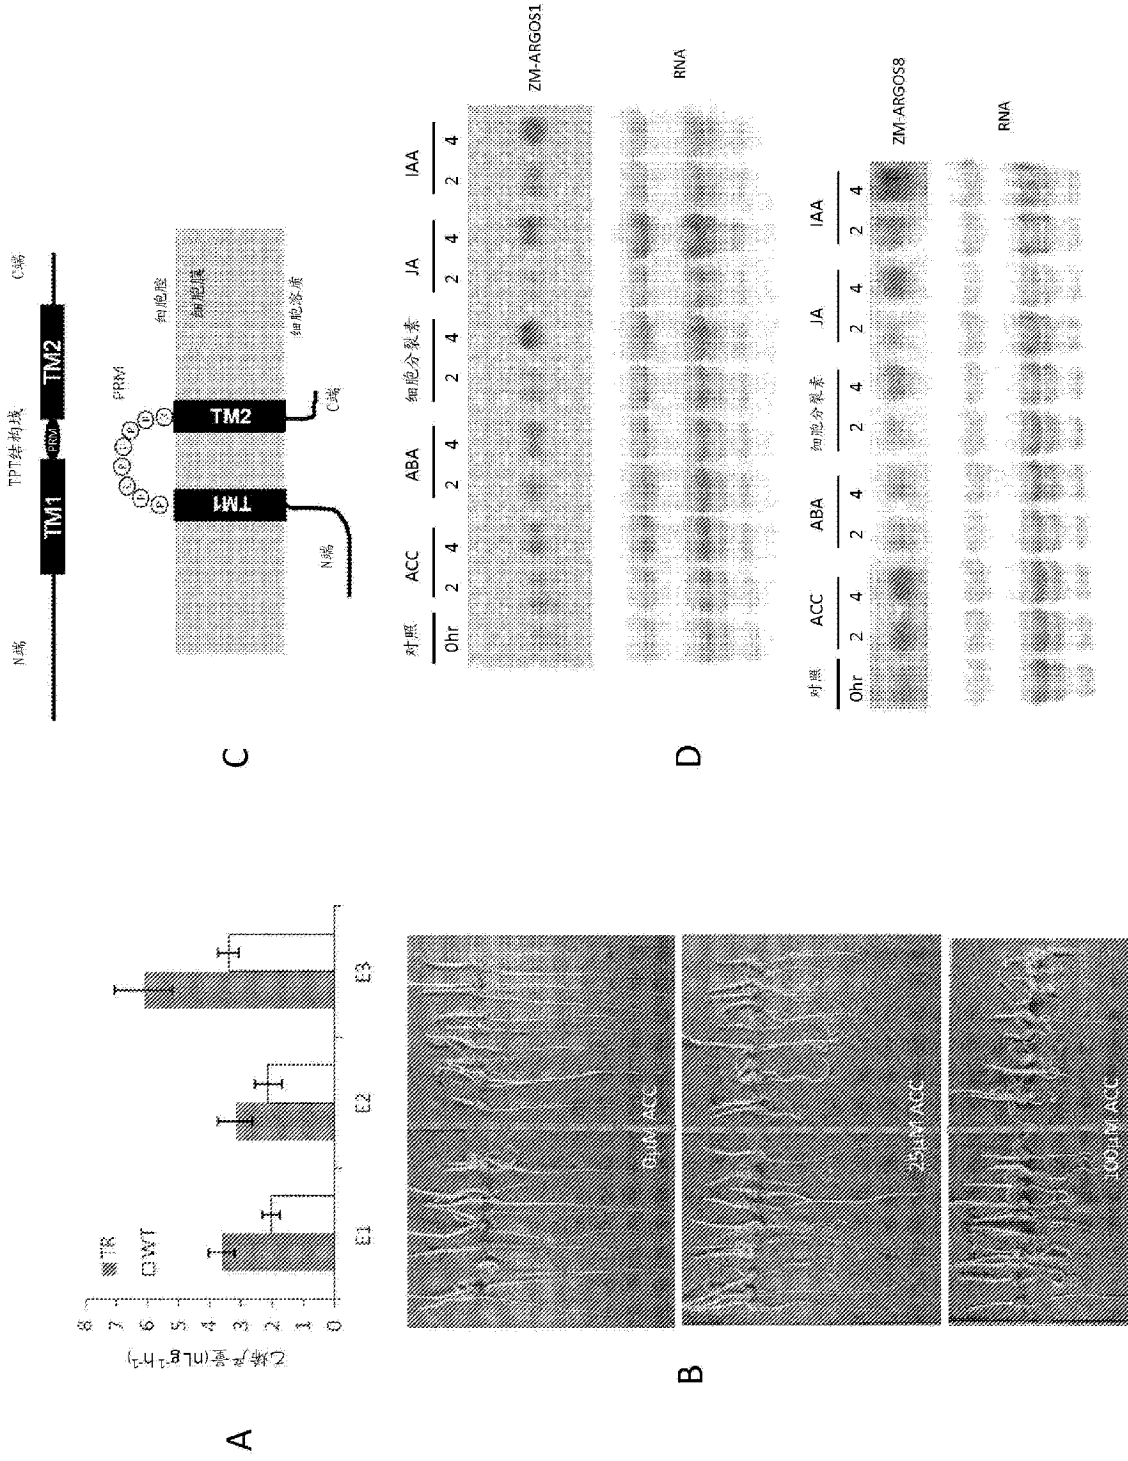 A
乙烯产量(nLg⁻¹h⁻¹)
8
7
6
5
4
3
2
1
0
TR
WT
E1
E2
E3
B
0μM ACC
25μM ACC
100μM ACC
C
N端
TPT结构域
C端
TM1
PRM
TM2
PRM
细胞腔
细胞膜
细胞溶质
TM1
TM2
N端
C端
D
对照 ACC ABA 细胞分裂素 JA IAA
0hr 2 4 2 4 2 4 2 4 2 4
ZM-ARGOS1
RNA
对照 ACC ABA 细胞分裂素 JA IAA
0hr 2 4 2 4 2 4 2 4 2 4
ZM-ARGOS8
RNA